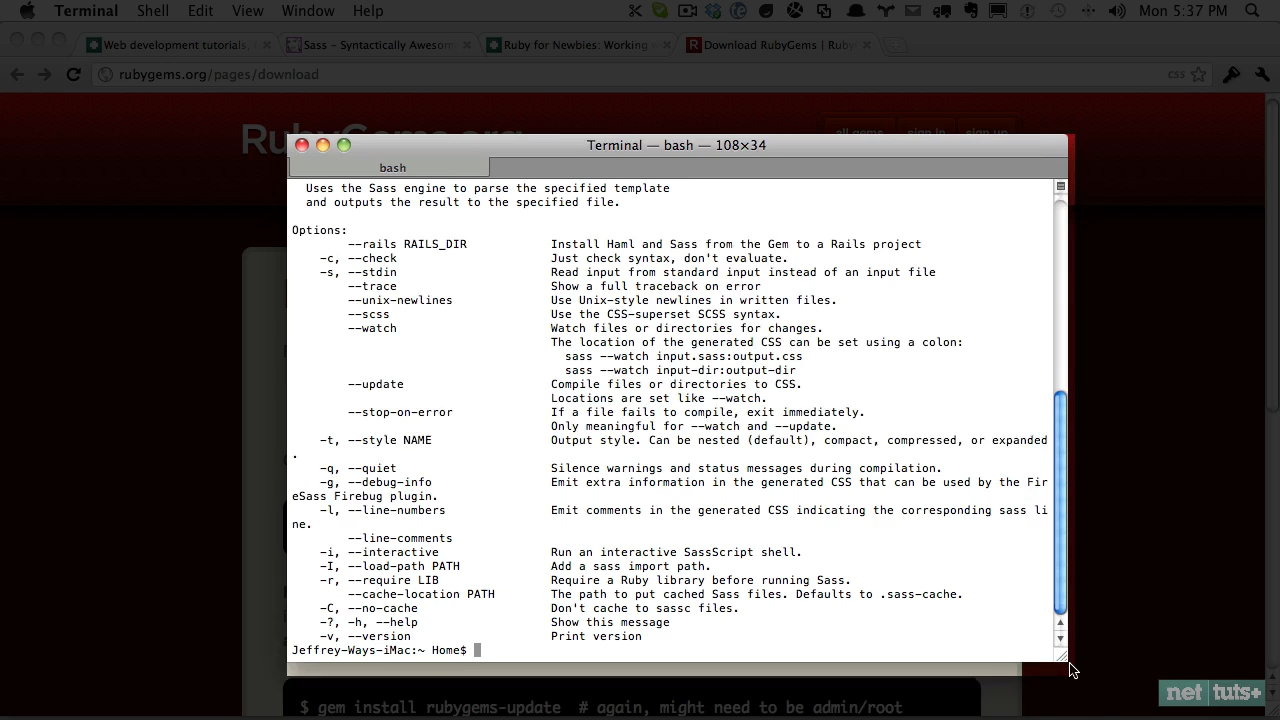 Terminal Shell Edit View Window Help Mon 5:37 PM
Web development tutorials, Sass - Syntactically Awesom Ruby for Newbies: Working Download RubyGems | Ruby
rubygems.org/pages/download css
RubyGems.org all gems sign in sign up
Terminal — bash — 108×34
bash
Uses the Sass engine to parse the specified template
and outputs the result to the specified file.
Options:
--rails RAILS_DIR Install Haml and Sass from the Gem to a Rails project
-c, --check Just check syntax, don't evaluate.
-s, --stdin Read input from standard input instead of an input file
--trace Show a full traceback on error
--unix-newlines Use Unix-style newlines in written files.
--scss Use the CSS-superset SCSS syntax.
--watch Watch files or directories for changes.
The location of the generated CSS can be set using a colon:
sass --watch input.sass:output.css
sass --watch input-dir:output-dir
--update Compile files or directories to CSS.
Locations are set like --watch.
--stop-on-error If a file fails to compile, exit immediately.
Only meaningful for --watch and --update.
-t, --style NAME Output style. Can be nested (default), compact, compressed, or expanded
.
-q, --quiet Silence warnings and status messages during compilation.
-g, --debug-info Emit extra information in the generated CSS that can be used by the Fir
eSass Firebug plugin.
-l, --line-numbers Emit comments in the generated CSS indicating the corresponding sass li
ne.
--line-comments
-i, --interactive Run an interactive SassScript shell.
-I, --load-path PATH Add a sass import path.
-r, --require LIB Require a Ruby library before running Sass.
--cache-location PATH The path to put cached Sass files. Defaults to .sass-cache.
-C, --no-cache Don't cache to sassc files.
-?, -h, --help Show this message
-v, --version Print version
Jeffrey-Ways-iMac:~ Home$
$ gem install rubygems-update # again, might need to be admin/root
net tuts+